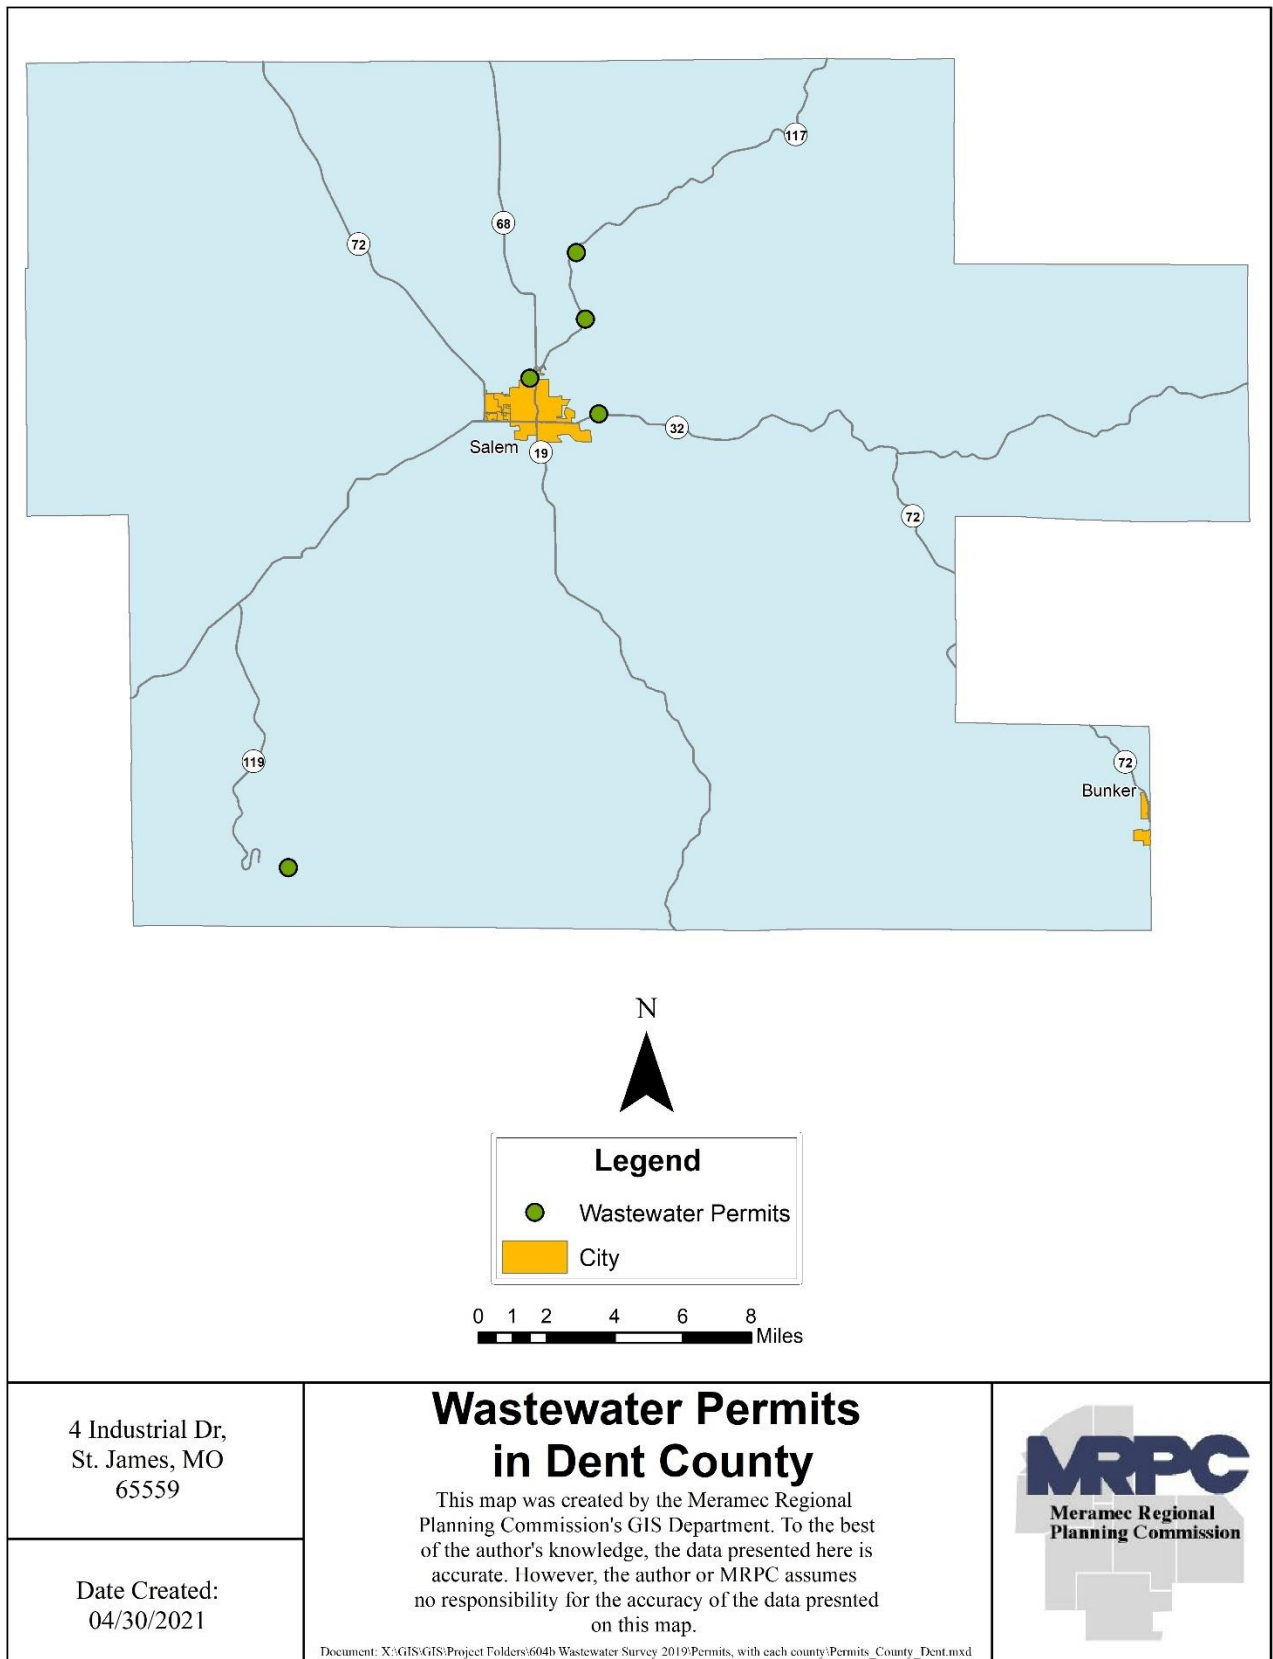 117
68
72
32
Salem
19
72
119
72
Bunker
N
Legend
Wastewater Permits
City
0 1 2 4 6 8
Miles
4 Industrial Dr,
St. James, MO
65559
Date Created:
04/30/2021
Wastewater Permits
in Dent County
This map was created by the Meramec Regional
Planning Commission's GIS Department. To the best
of the author's knowledge, the data presented here is
accurate. However, the author or MRPC assumes
no responsibility for the accuracy of the data presnted
on this map.
Document: X:\GIS\GIS\Project Folders\604b Wastewater Survey 2019\Permits, with each county\Permits_County_Dent.mxd
MRPC
Meramec Regional
Planning Commission